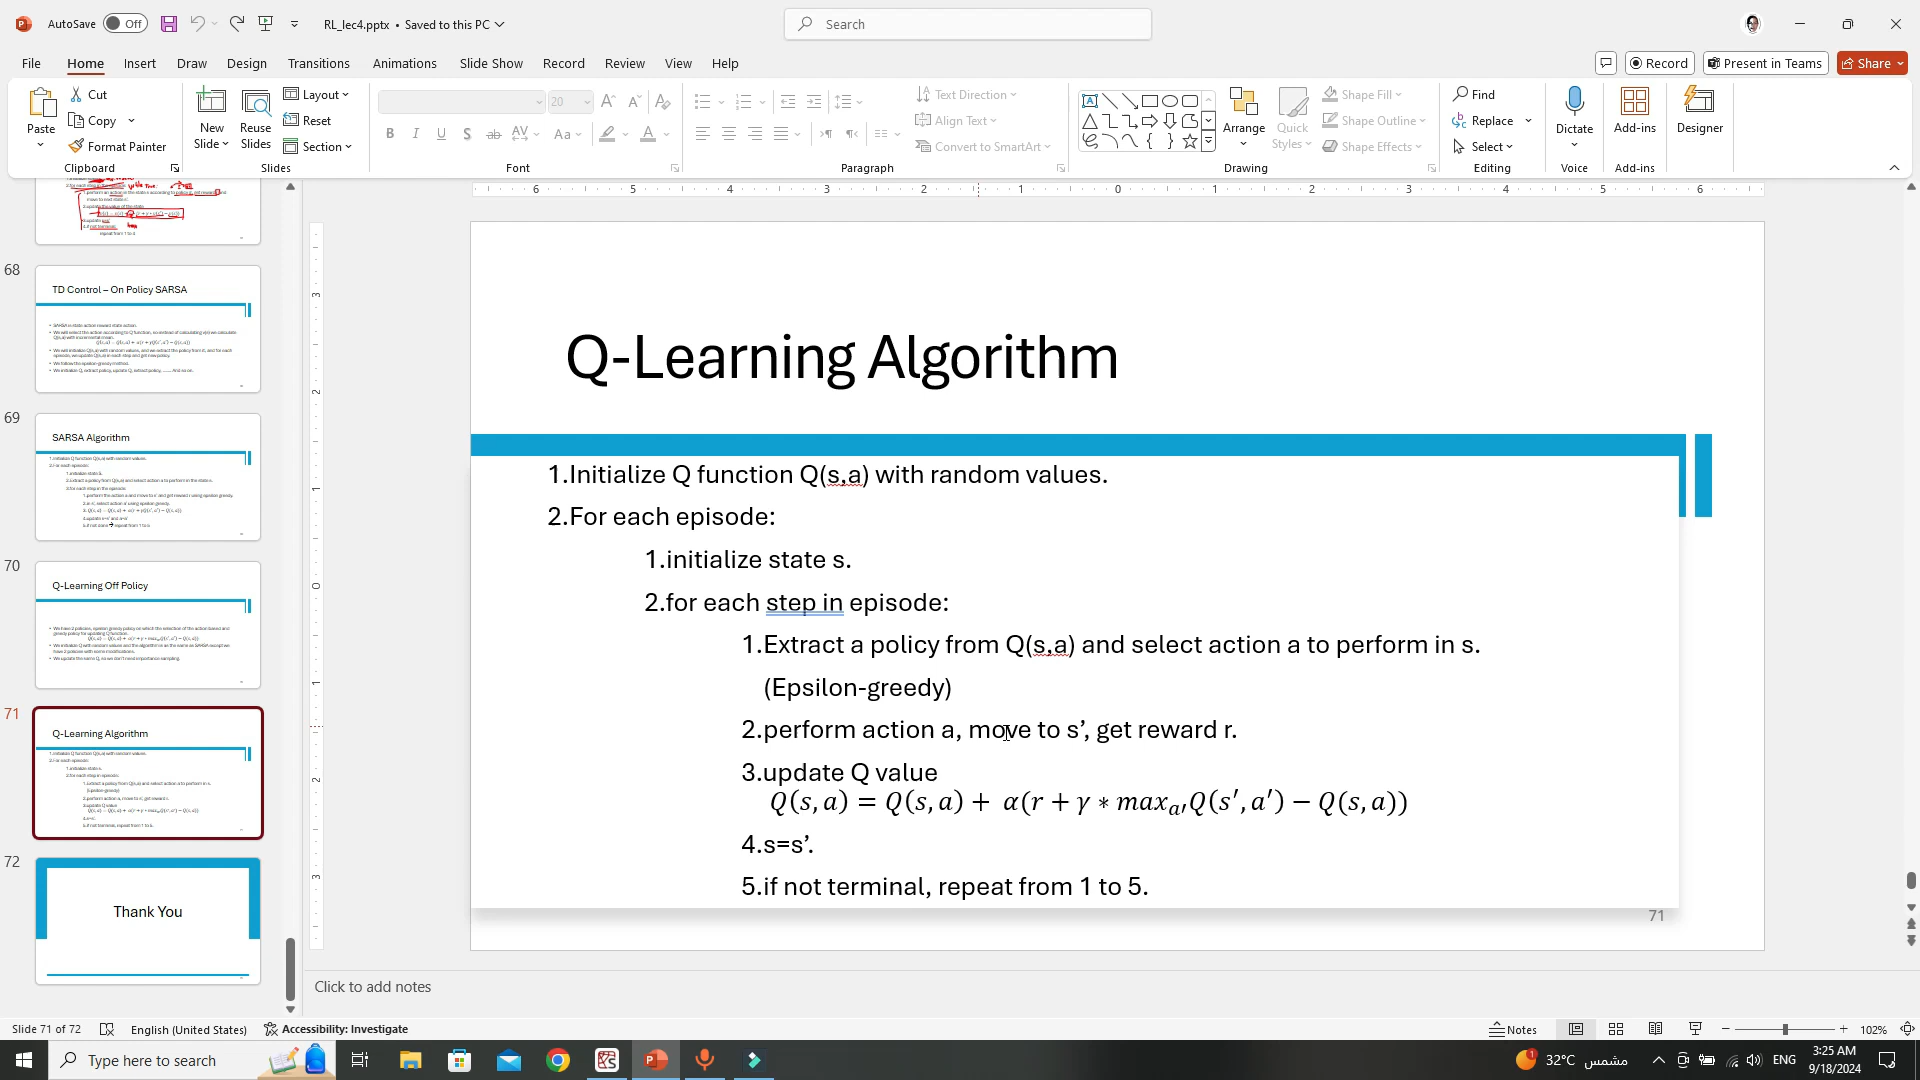 AutoSave Off RL_lec4.pptx • Saved to this PC Search
File Home Insert Draw Design Transitions Animations Slide Show Record Review View Help Record Present in Teams Share
Paste Cut Copy Format Painter Clipboard
New Slide Reuse Slides Layout Reset Section Slides
20 B I U S ab AV Aa A Font
Text Direction Align Text Convert to SmartArt Paragraph
Arrange Quick Styles Shape Fill Shape Outline Shape Effects Drawing
Find Replace Select Editing
Dictate Voice
Add-ins Add-ins
Designer
68
TD Control – On Policy SARSA
69
SARSA Algorithm
70
Q-Learning Off Policy
71
Q-Learning Algorithm
72
Thank You
Q-Learning Algorithm
1.Initialize Q function Q(s,a) with random values.
2.For each episode:
1.initialize state s.
2.for each step in episode:
1.Extract a policy from Q(s,a) and select action a to perform in s.
(Epsilon-greedy)
2.perform action a, move to s’, get reward r.
3.update Q value
Q(s, a) = Q(s, a) + α(r + γ ∗ max_a′ Q(s′, a′) − Q(s, a))
4.s=s’.
5.if not terminal, repeat from 1 to 5.
71
Click to add notes
Slide 71 of 72 English (United States) Accessibility: Investigate Notes 102%
Type here to search 32°C مشمس ENG 3:25 AM
9/18/2024